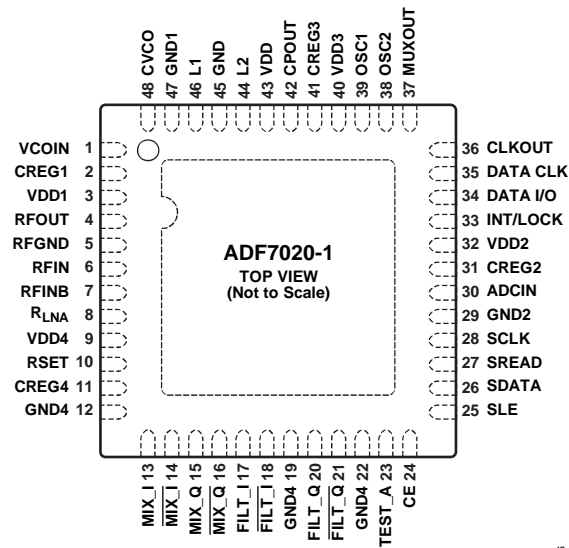 48 CVCO
47 GND1
46 L1
45 GND
44 L2
43 VDD
42 CPOUT
41 CREG3
40 VDD3
39 OSC1
38 OSC2
37 MUXOUT
VCOIN 1
CREG1 2
VDD1 3
RFOUT 4
RFGND 5
RFIN 6
RFINB 7
RLNA 8
VDD4 9
RSET 10
CREG4 11
GND4 12
ADF7020-1
TOP VIEW
(Not to Scale)
36 CLKOUT
35 DATA CLK
34 DATA I/O
33 INT/LOCK
32 VDD2
31 CREG2
30 ADCIN
29 GND2
28 SCLK
27 SREAD
26 SDATA
25 SLE
MIX_I 13
MIX_I 14
MIX_Q 15
MIX_Q 16
FILT_I 17
FILT_I 18
GND4 19
FILT_Q 20
FILT_Q 21
GND4 22
TEST_A 23
CE 24